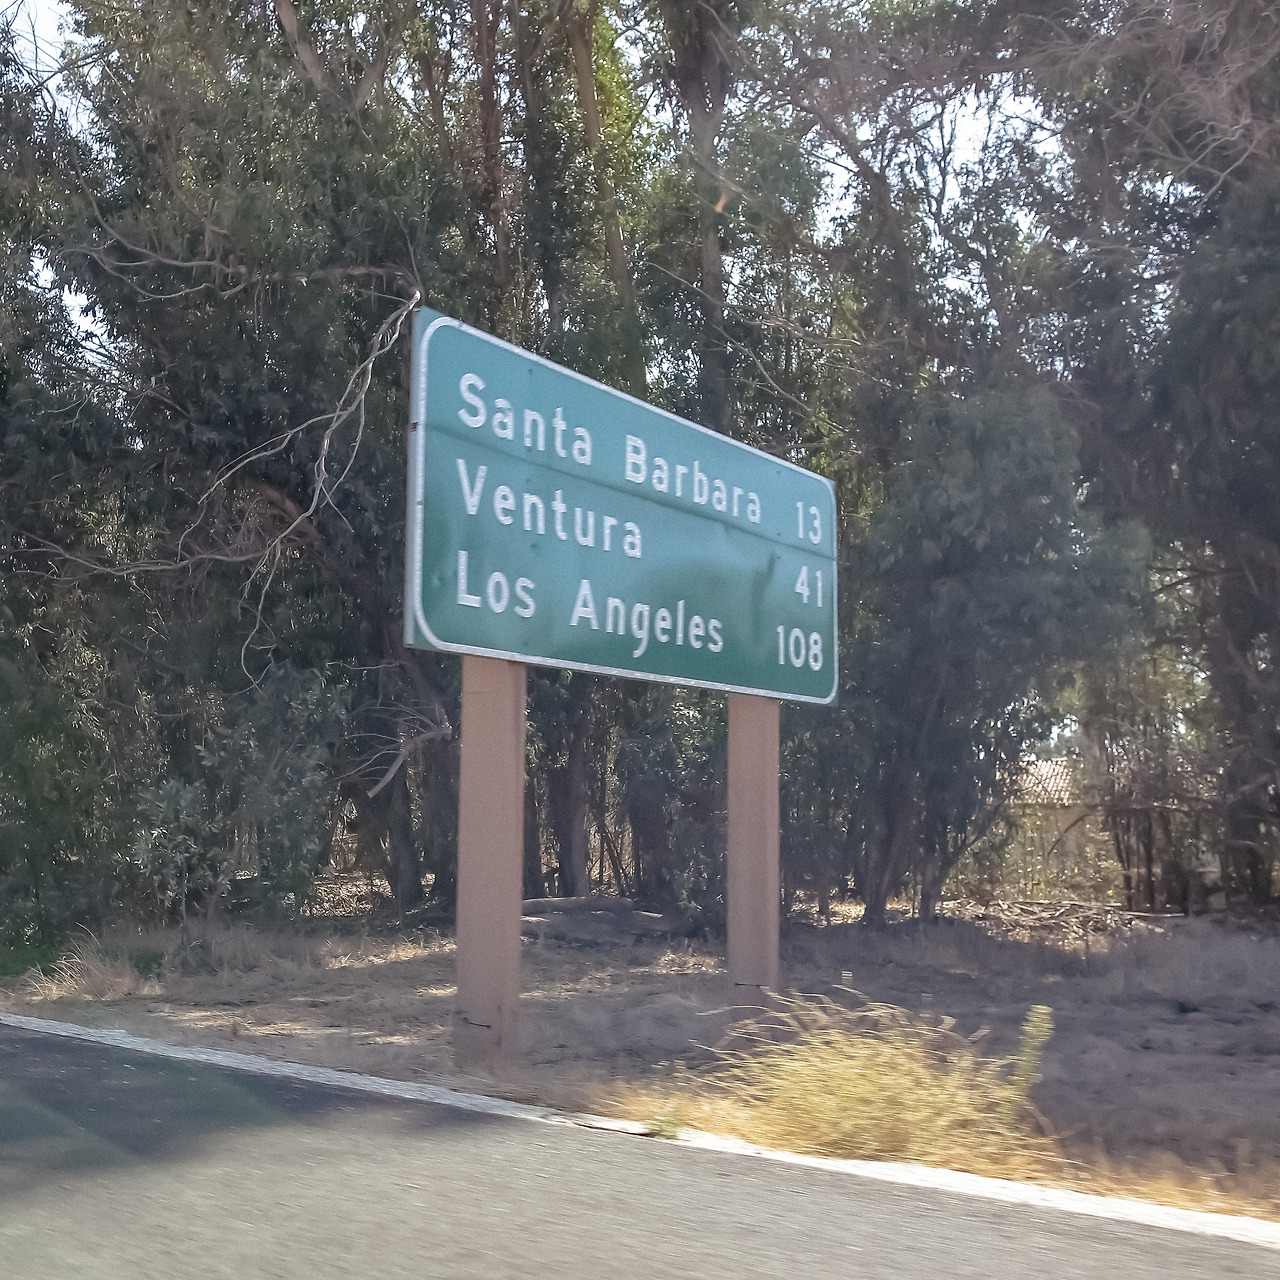 Santa Barbara 13
Ventura 41
Los Angeles 108